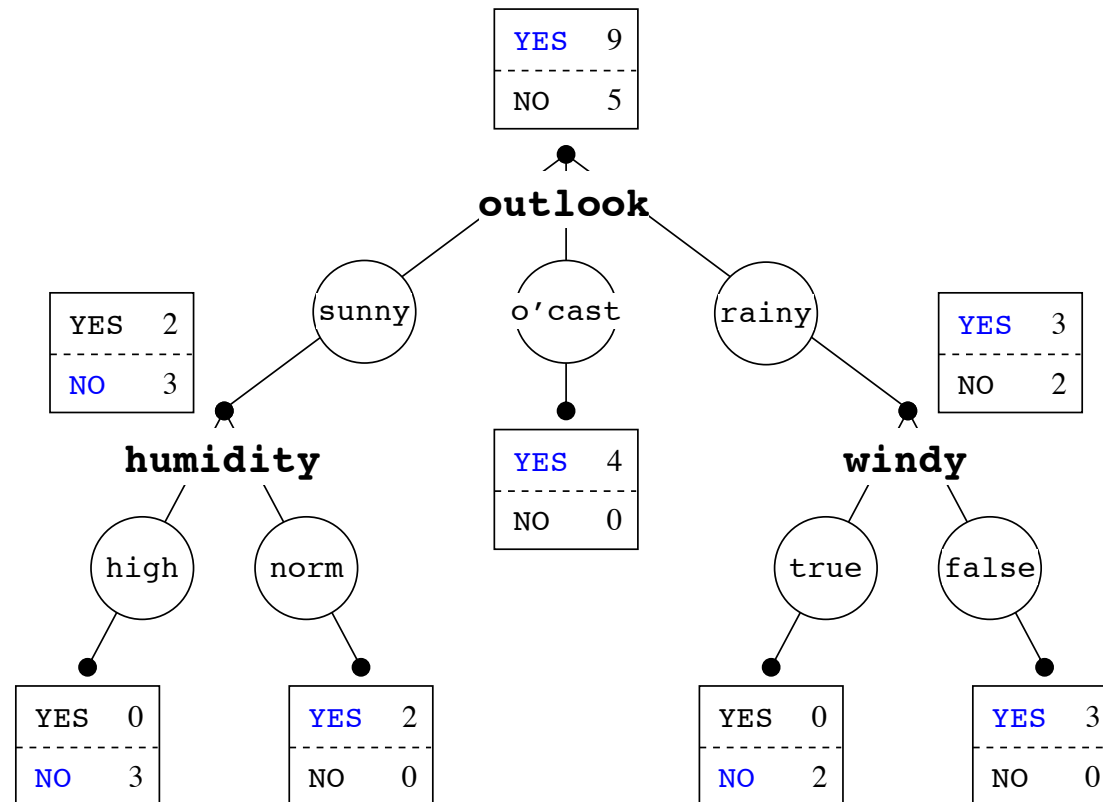 YES 9
NO 5
outlook
sunny
o'cast
rainy
YES 2
NO 3
YES 3
NO 2
humidity
YES 4
NO 0
windy
high
norm
true
false
YES 0
NO 3
YES 2
NO 0
YES 0
NO 2
YES 3
NO 0